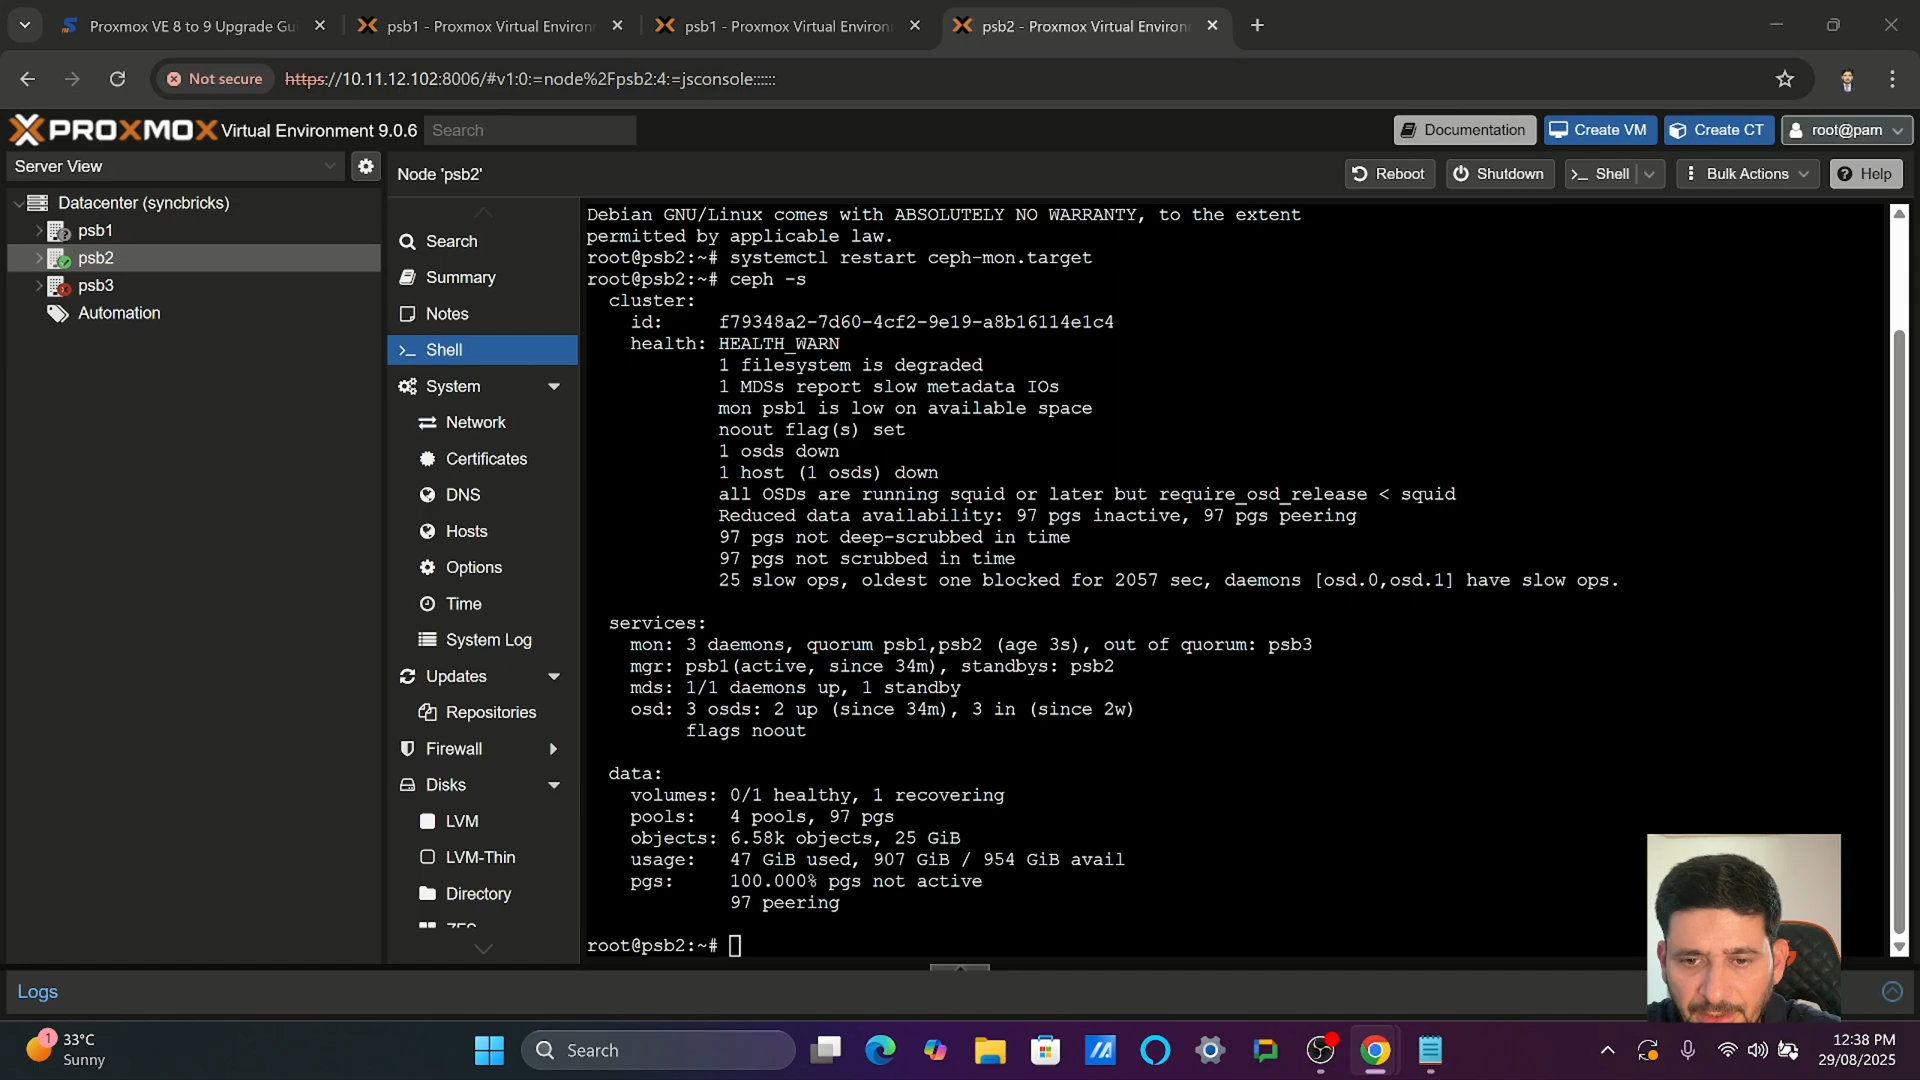 Proxmox VE 8 to 9 Upgrade Gui
psb1 - Proxmox Virtual Environ
psb1 - Proxmox Virtual Environ
psb2 - Proxmox Virtual Environ
Not secure
https://10.11.12.102:8006/#v1:0:=node%2Fpsb2:4:=jsconsole::::::
PROXMOX Virtual Environment 9.0.6
Search
Documentation
Create VM
Create CT
root@pam
Server View
Node 'psb2'
Reboot
Shutdown
Shell
Bulk Actions
Help
Datacenter (syncbricks)
psb1
psb2
psb3
Automation
Search
Summary
Notes
Shell
System
Network
Certificates
DNS
Hosts
Options
Time
System Log
Updates
Repositories
Firewall
Disks
LVM
LVM-Thin
Directory
Debian GNU/Linux comes with ABSOLUTELY NO WARRANTY, to the extent
permitted by applicable law.
root@psb2:~# systemctl restart ceph-mon.target
root@psb2:~# ceph -s
cluster:
id: f79348a2-7d60-4cf2-9e19-a8b16114e1c4
health: HEALTH_WARN
1 filesystem is degraded
1 MDSs report slow metadata IOs
mon psb1 is low on available space
noout flag(s) set
1 osds down
1 host (1 osds) down
all OSDs are running squid or later but require_osd_release < squid
Reduced data availability: 97 pgs inactive, 97 pgs peering
97 pgs not deep-scrubbed in time
97 pgs not scrubbed in time
25 slow ops, oldest one blocked for 2057 sec, daemons [osd.0,osd.1] have slow ops.
services:
mon: 3 daemons, quorum psb1,psb2 (age 3s), out of quorum: psb3
mgr: psb1(active, since 34m), standbys: psb2
mds: 1/1 daemons up, 1 standby
osd: 3 osds: 2 up (since 34m), 3 in (since 2w)
flags noout
data:
volumes: 0/1 healthy, 1 recovering
pools: 4 pools, 97 pgs
objects: 6.58k objects, 25 GiB
usage: 47 GiB used, 907 GiB / 954 GiB avail
pgs: 100.000% pgs not active
97 peering
root@psb2:~#
Logs
1
33°C
Sunny
Search
12:38 PM
29/08/2025